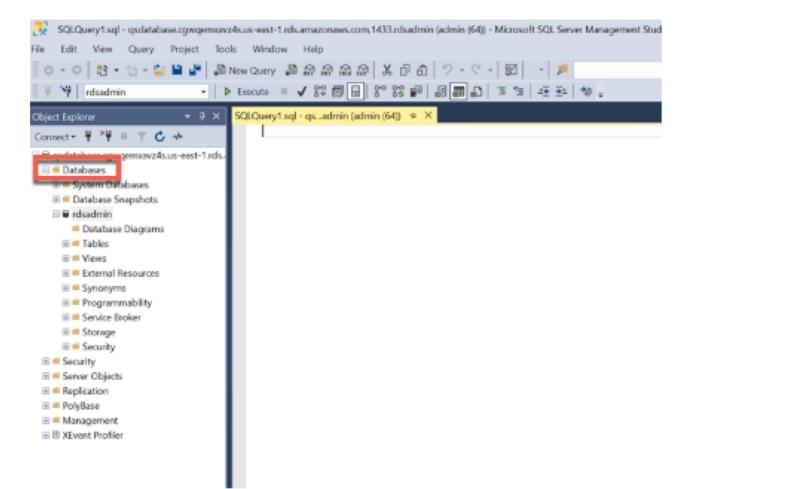 SQLQuery1.sql - qsdatabase.cgwqemsxvz4s.us-east-1.rds.amazonaws.com,1433.rdsadmin (admin (64)) - Microsoft SQL Server Management Stud
File Edit View Query Project Tools Window Help
New Query
rdsadmin Execute
Object Explorer SQLQuery1.sql - qs...admin (admin (64))
Connect
Databases
System Databases
Database Snapshots
rdsadmin
Database Diagrams
Tables
Views
External Resources
Synonyms
Programmability
Service Broker
Storage
Security
Security
Server Objects
Replication
PolyBase
Management
XEvent Profiler